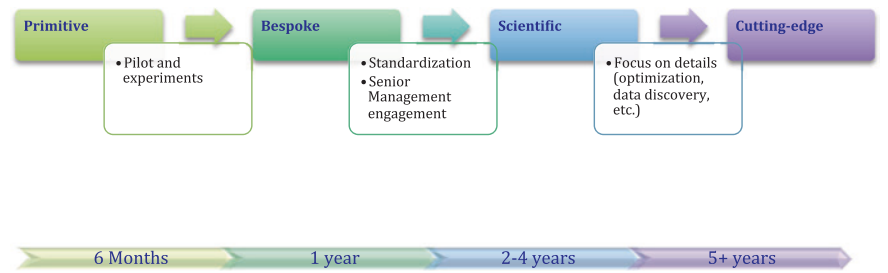 Primitive
Bespoke
Scientific
Cutting-edge
• Pilot and
experiments
• Standardization
• Senior
Management
engagement
• Focus on details
(optimization,
data discovery,
etc.)
6 Months
1 year
2-4 years
5+ years